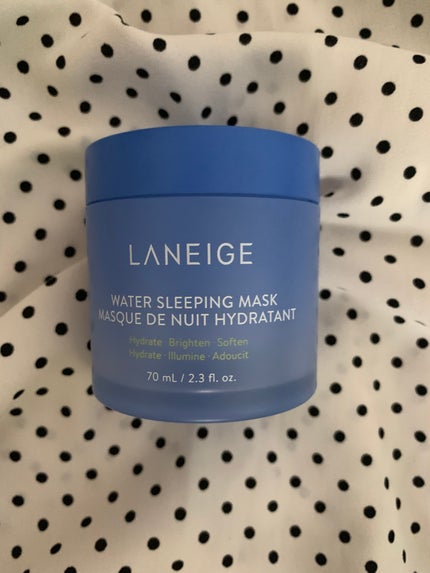 LANEIGE
WATER SLEEPING MASK
MASQUE DE NUIT HYDRATANT
Hydrate · Brighten · Soften
Hydrate · Illumine · Adoucit
70 mL / 2.3 fl. oz.